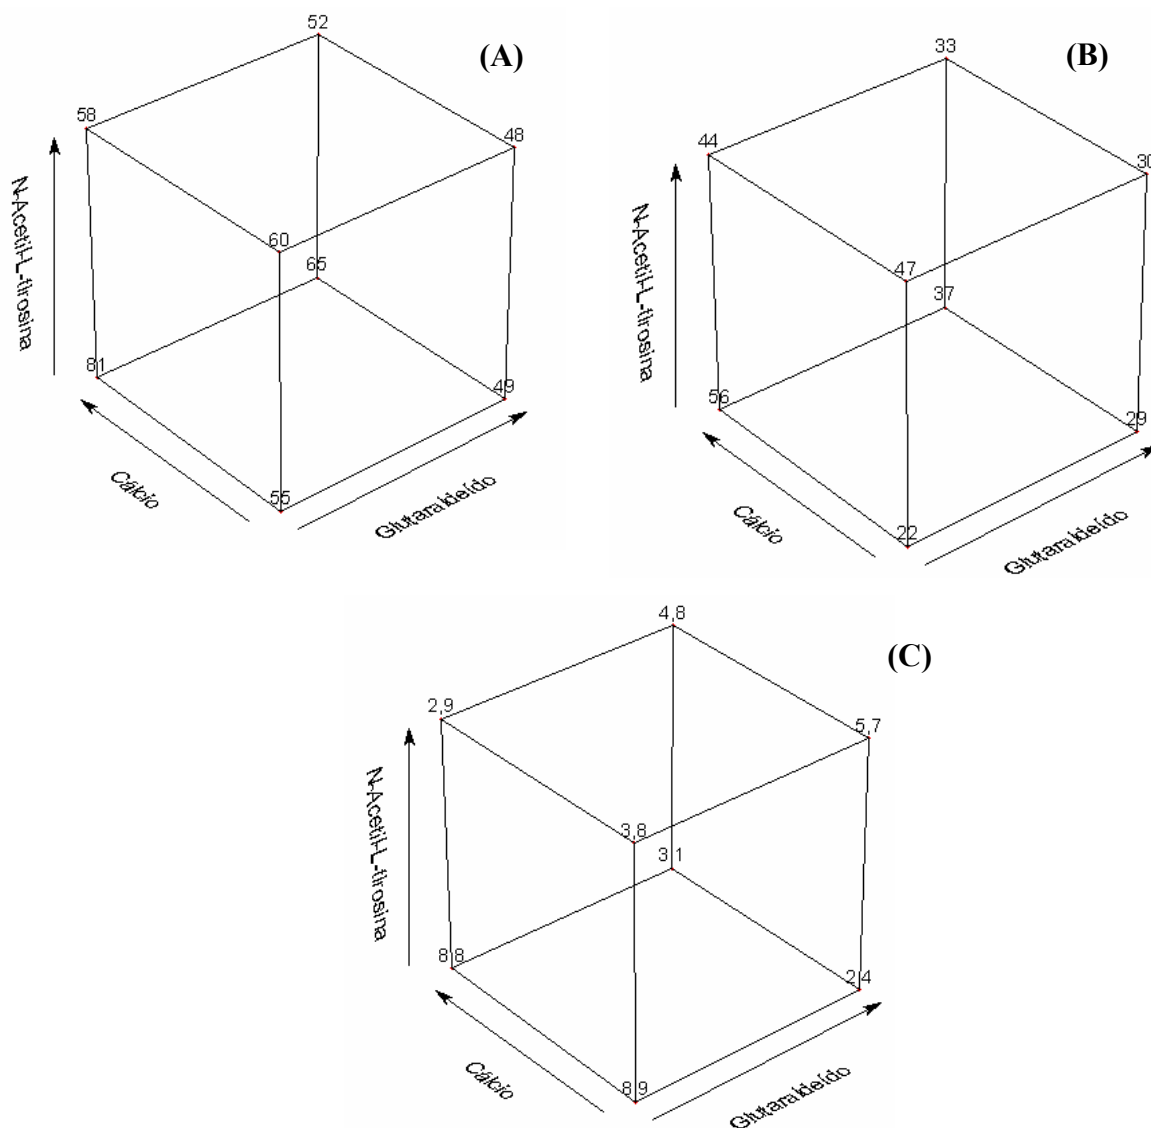 52
(A)
58
48
N-Acetil-L-tirosina
60
65
81
49
Cálcio
55
Glutaraldeído
33
(B)
44
30
N-Acetil-L-tirosina
47
37
56
29
Cálcio
22
Glutaraldeído
4,8
(C)
2,9
5,7
N-Acetil-L-tirosina
3,8
3,1
8,8
2,4
Cálcio
8,9
Glutaraldeído